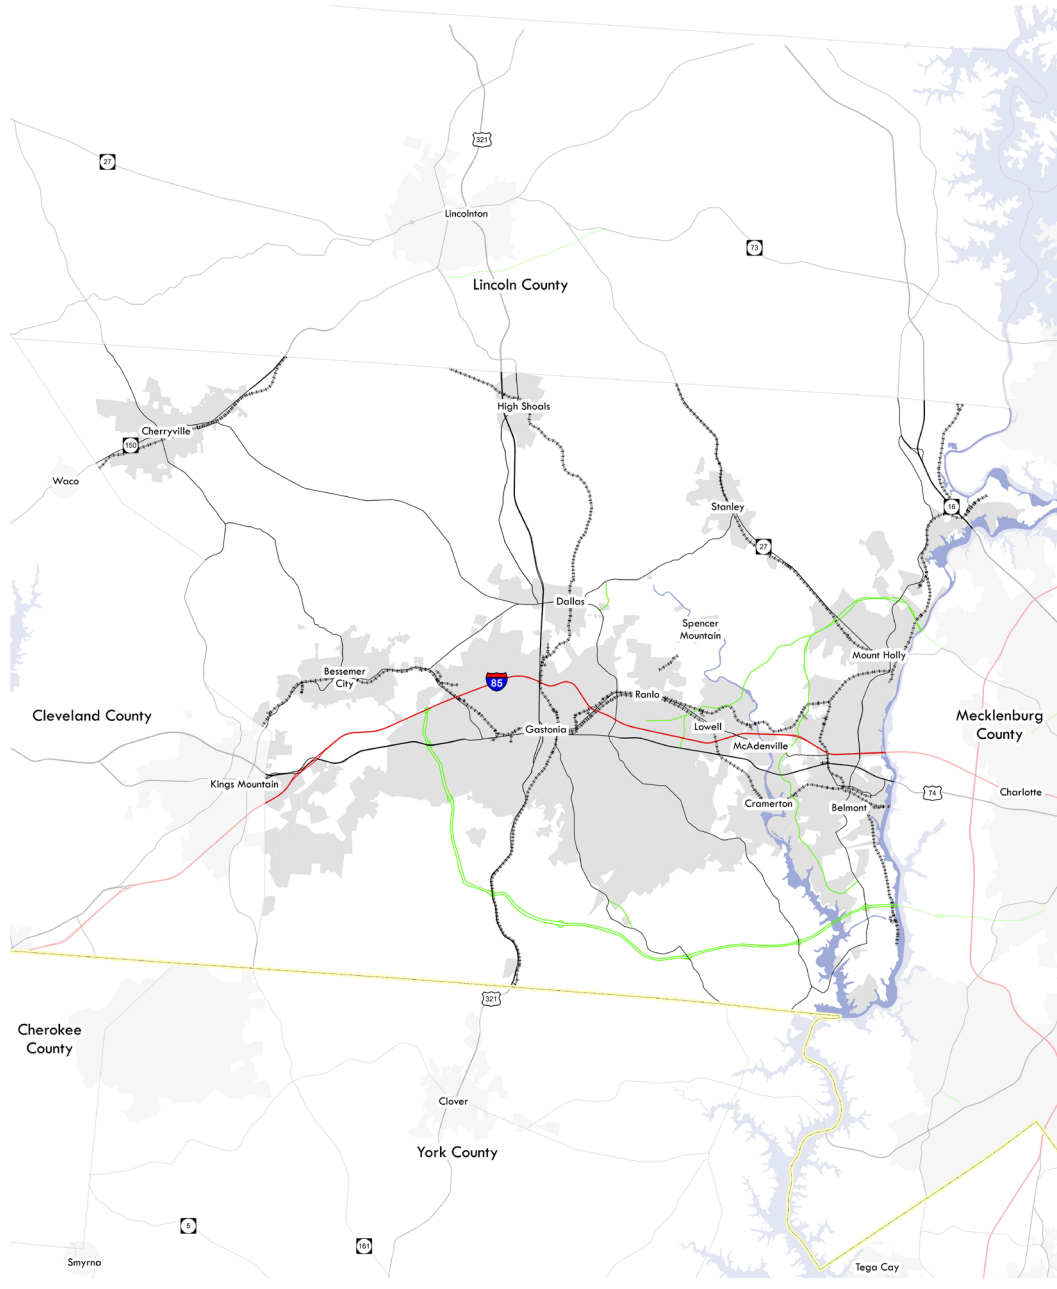 321
27
Lincolnton
73
Lincoln County
High Shoals
Cherryville
150
Waco
Stanley
16
27
Dallas
Spencer
Mountain
Mount Holly
Bessemer
City
85
Ranlo
Cleveland County
Mecklenburg
County
Lowell
Gastonia
McAdenville
Kings Mountain
74
Charlotte
Cramerton
Belmont
321
Cherokee
County
Clover
York County
5
161
Smyrna
Tega Cay